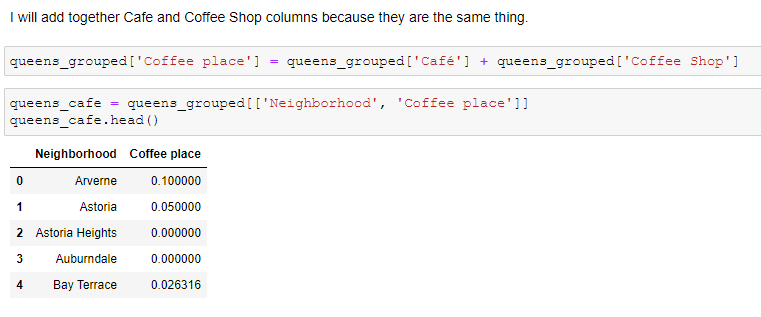 I will add together Cafe and Coffee Shop columns because they are the same thing.
queens_grouped['Coffee place'] = queens_grouped['Café'] + queens_grouped['Coffee Shop']
queens_cafe = queens_grouped[['Neighborhood', 'Coffee place']]
queens_cafe.head()
Neighborhood Coffee place
0 Arverne 0.100000
1 Astoria 0.050000
2 Astoria Heights 0.000000
3 Auburndale 0.000000
4 Bay Terrace 0.026316